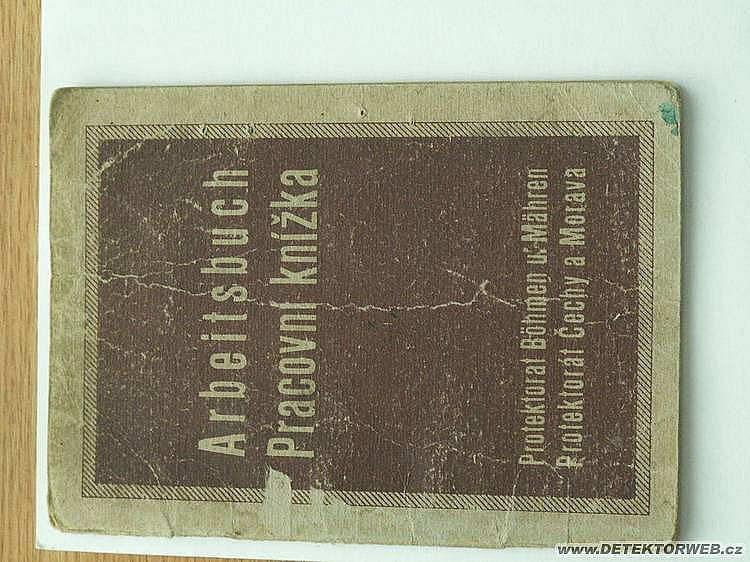 Arbeitsbuch
Pracovní knížka
Protektorat Böhmen u. Mähren
Protektorát Čechy a Morava
www.DETEKTORWEB.cz